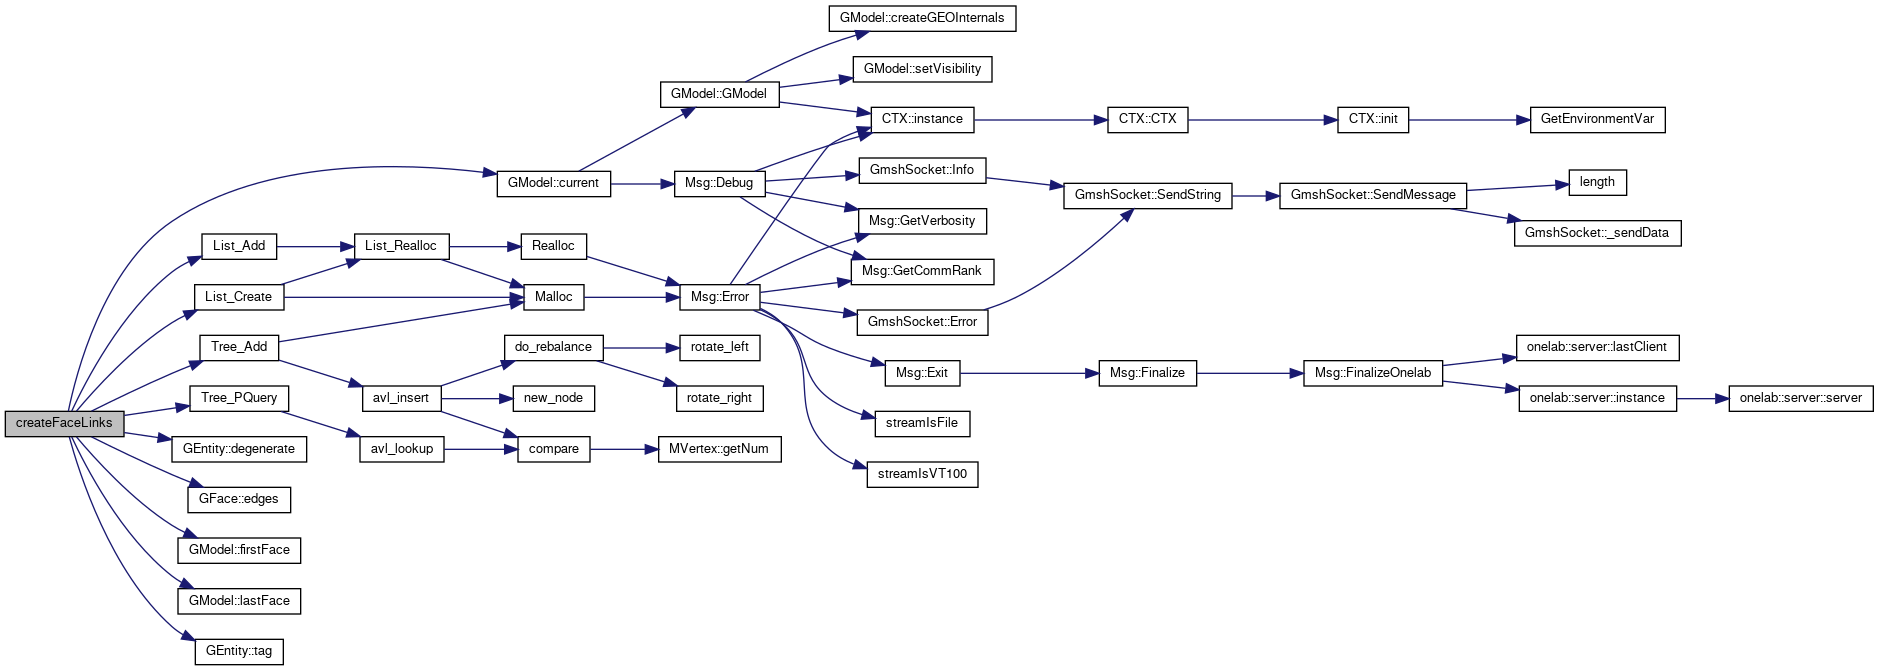 createFaceLinks
GModel::current
List_Add
List_Create
Tree_Add
Tree_PQuery
GEntity::degenerate
GFace::edges
GModel::firstFace
GModel::lastFace
GEntity::tag
List_Realloc
avl_insert
avl_lookup
Realloc
Malloc
do_rebalance
new_node
compare
GModel::GModel
Msg::Debug
Msg::Error
rotate_left
rotate_right
MVertex::getNum
GModel::createGEOInternals
GModel::setVisibility
CTX::instance
GmshSocket::Info
Msg::GetVerbosity
Msg::GetCommRank
GmshSocket::Error
Msg::Exit
streamIsFile
streamIsVT100
CTX::CTX
GmshSocket::SendString
Msg::Finalize
CTX::init
GmshSocket::SendMessage
Msg::FinalizeOnelab
GetEnvironmentVar
length
GmshSocket::_sendData
onelab::server::lastClient
onelab::server::instance
onelab::server::server